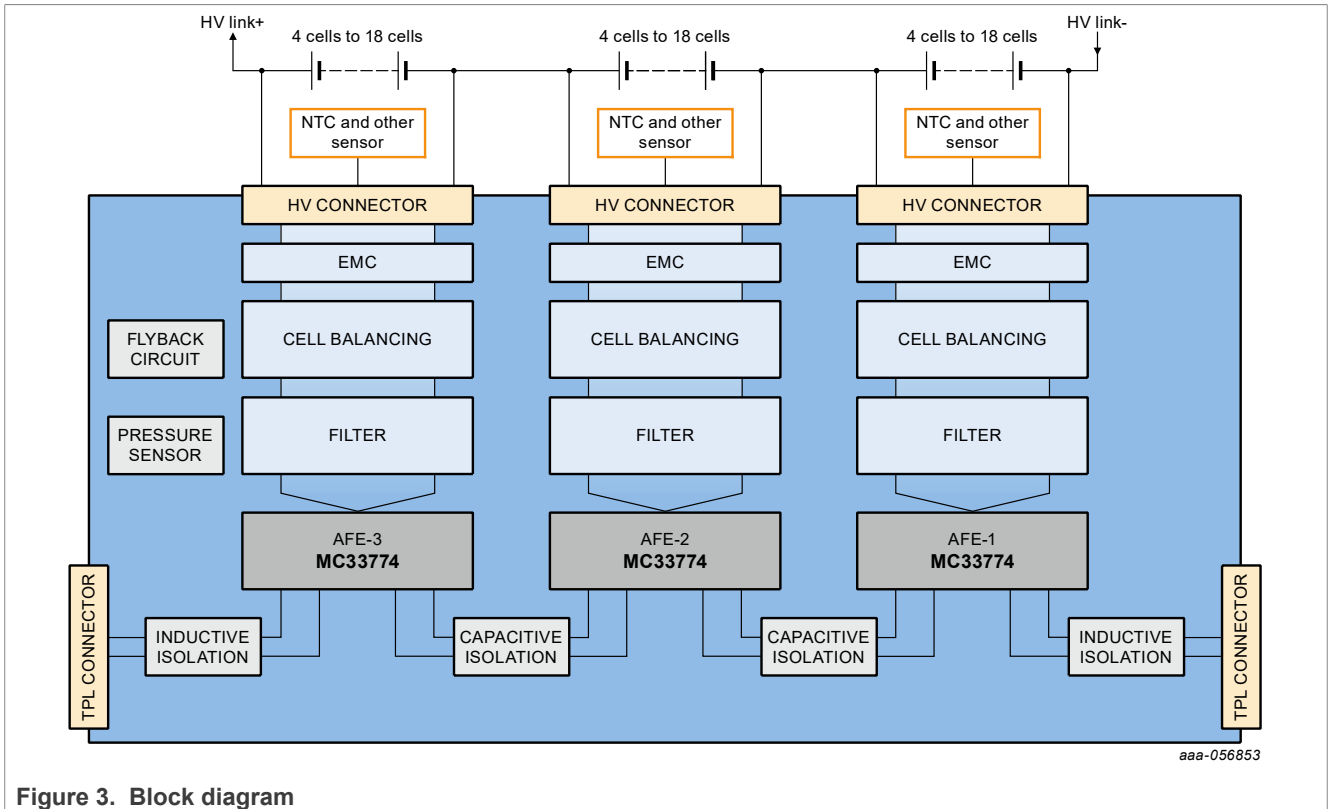 HV link+
HV link-
4 cells to 18 cells
4 cells to 18 cells
4 cells to 18 cells
NTC and other
sensor
NTC and other
sensor
NTC and other
sensor
HV CONNECTOR
HV CONNECTOR
HV CONNECTOR
EMC
EMC
EMC
FLYBACK
CIRCUIT
CELL BALANCING
CELL BALANCING
CELL BALANCING
PRESSURE
SENSOR
FILTER
FILTER
FILTER
AFE-3
MC33774
AFE-2
MC33774
AFE-1
MC33774
TPL CONNECTOR
INDUCTIVE
ISOLATION
CAPACITIVE
ISOLATION
CAPACITIVE
ISOLATION
INDUCTIVE
ISOLATION
TPL CONNECTOR
aaa-056853
Figure 3. Block diagram